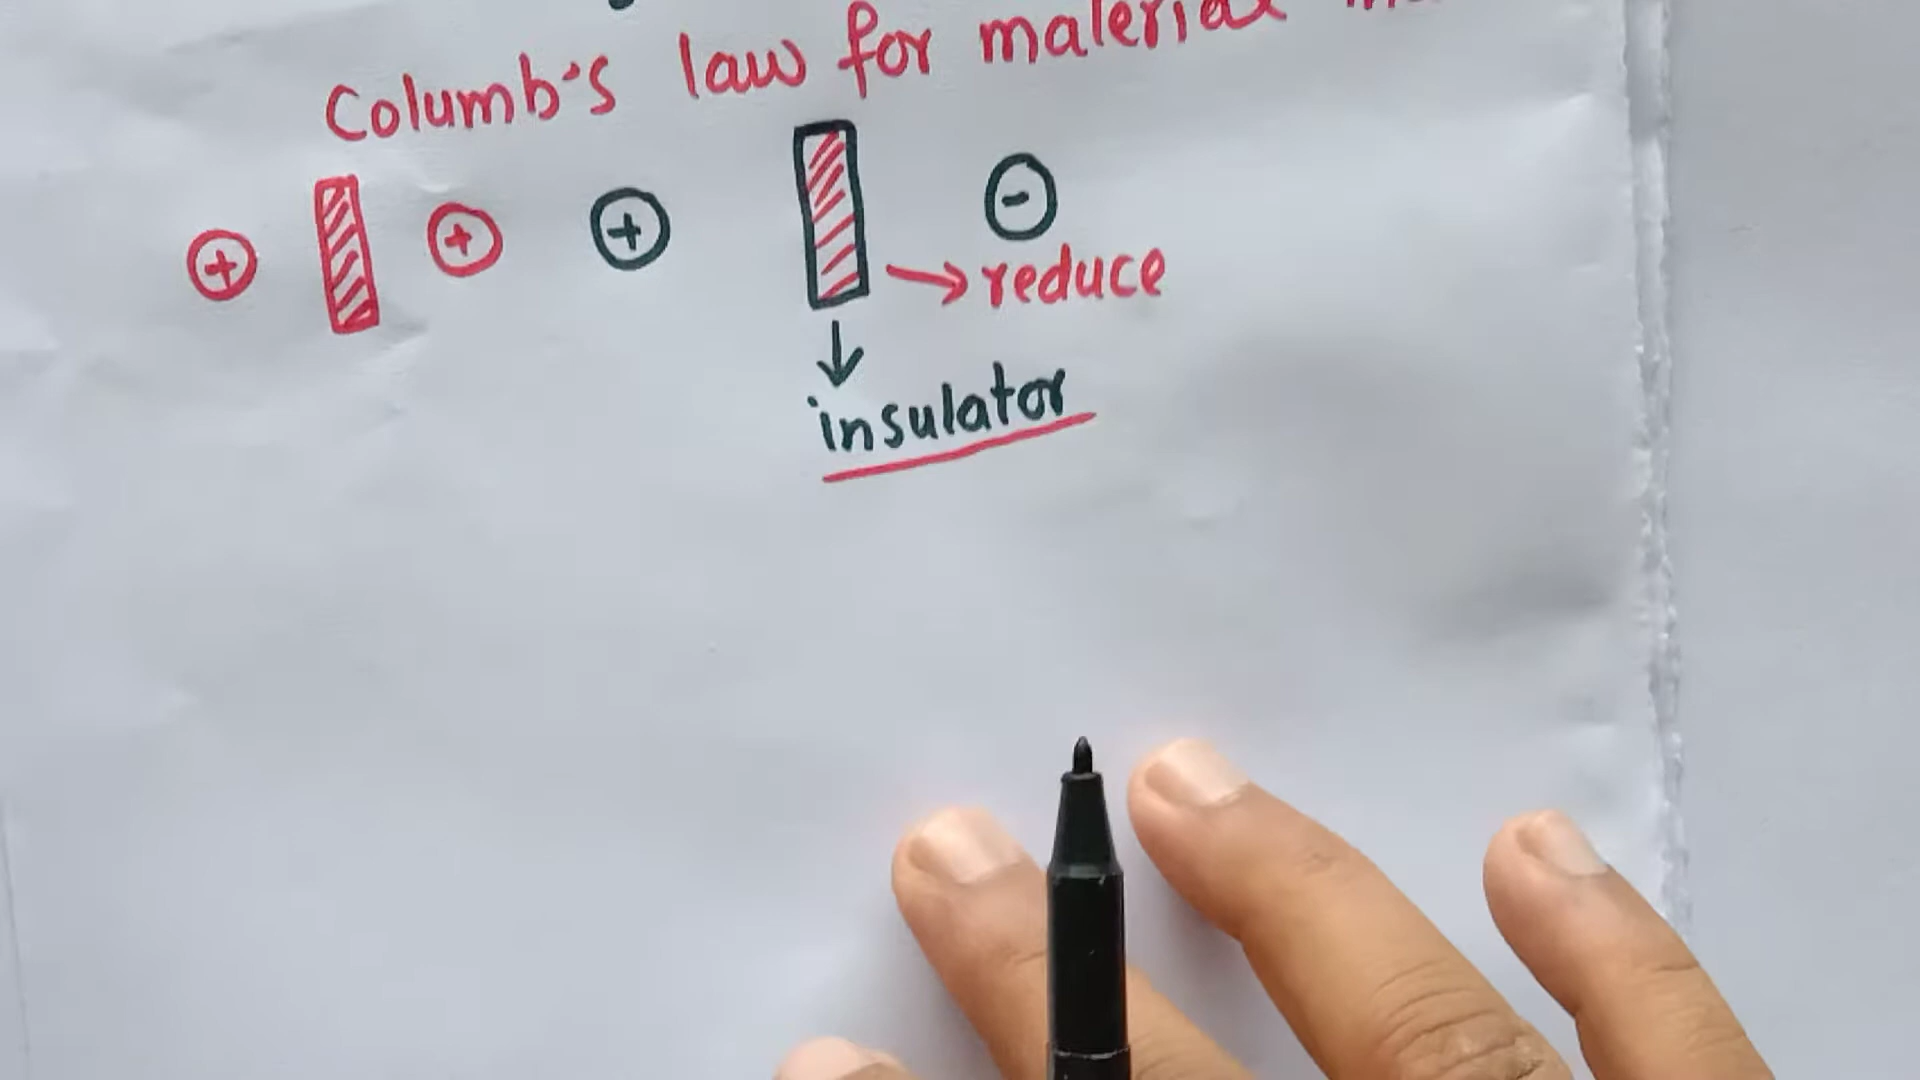 Columb's law for material
+ + + -
reduce
insulator